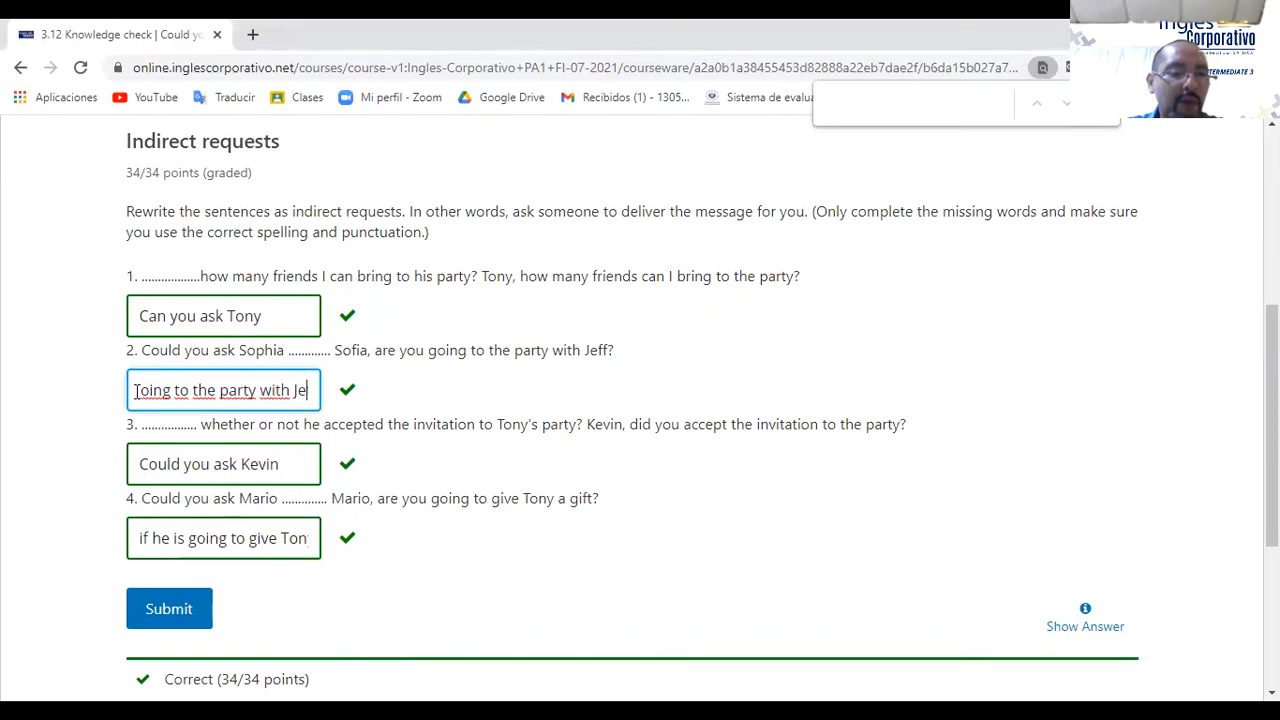 3.12 Knowledge check | Could yo
online.inglescorporativo.net/courses/course-v1:Ingles-Corporativo+PA1+FI-07-2021/courseware/a2a0b1a38455453e8888a22eb7dae2f/b6da15b027a7...
Ingles
Corporativo
INTERMEDIATE 3
Aplicaciones YouTube Traducir Clases Mi perfil - Zoom Google Drive Recibidos (1) - 1305... Sistema de evalua
Indirect requests
34/34 points (graded)
Rewrite the sentences as indirect requests. In other words, ask someone to deliver the message for you. (Only complete the missing words and make sure
you use the correct spelling and punctuation.)
1. ..................how many friends I can bring to his party? Tony, how many friends can I bring to the party?
Can you ask Tony
2. Could you ask Sophia ............. Sofia, are you going to the party with Jeff?
oing to the party with Je
3. ................. whether or not he accepted the invitation to Tony's party? Kevin, did you accept the invitation to the party?
Could you ask Kevin
4. Could you ask Mario .............. Mario, are you going to give Tony a gift?
if he is going to give Ton
Submit
Show Answer
Correct (34/34 points)